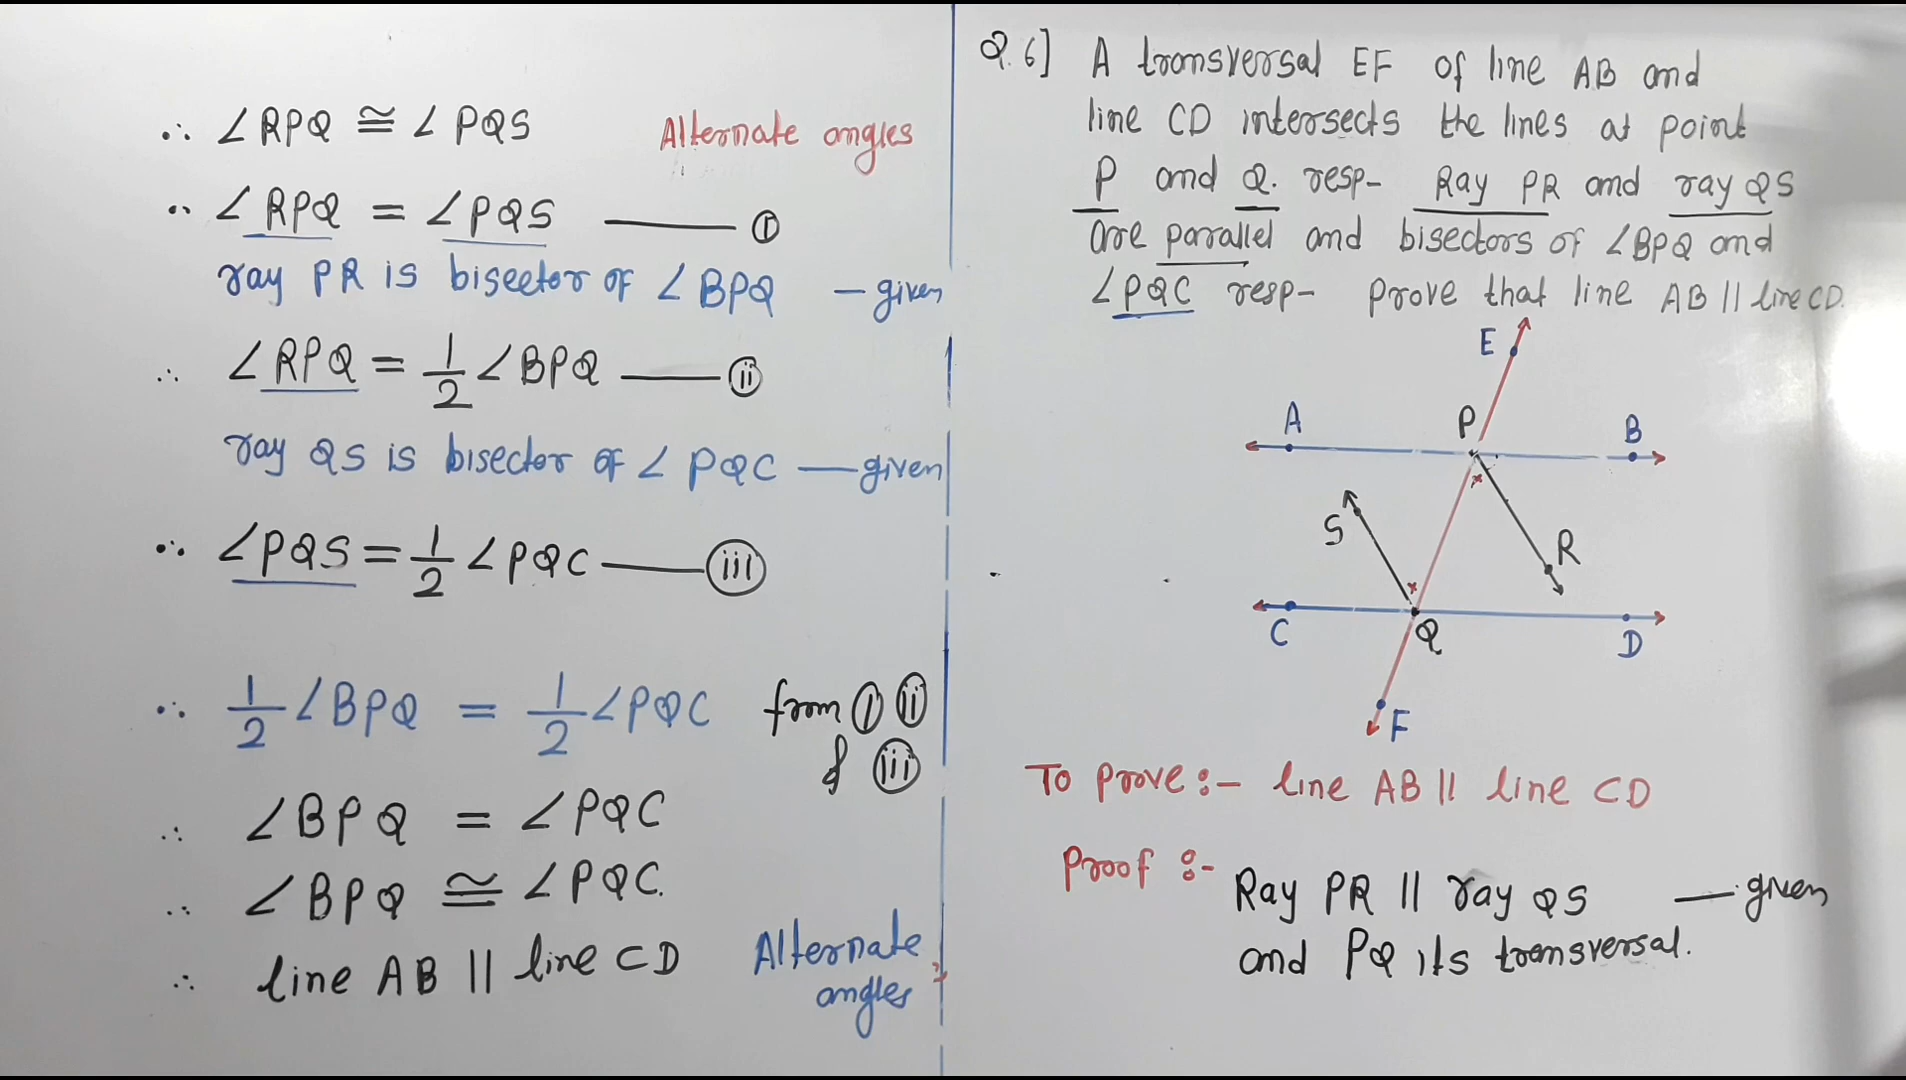 Q.6] A transversal EF of line AB and
line CD intersects the lines at point
P and Q. resp- Ray PR and ray QS
are parallel and bisectors of ∠BPQ and
∠PQC resp- prove that line AB || line CD.
E
A
P
B
S
R
C
Q
D
F
To prove :- line AB || line CD
Proof :- Ray PR || ray QS — given
and PQ its transversal.
∴ ∠RPQ ≅ ∠PQS Alternate angles
∴ ∠RPQ = ∠PQS — ⓘ
ray PR is bisector of ∠BPQ — given
∴ ∠RPQ = 1/2 ∠BPQ — (ii)
ray QS is bisector of ∠PQC — given
∴ ∠PQS = 1/2 ∠PQC — (iii)
∴ 1/2 ∠BPQ = 1/2 ∠PQC from (i) (ii)
& (iii)
∴ ∠BPQ = ∠PQC
∴ ∠BPQ ≅ ∠PQC.
∴ line AB || line CD Alternate
angles